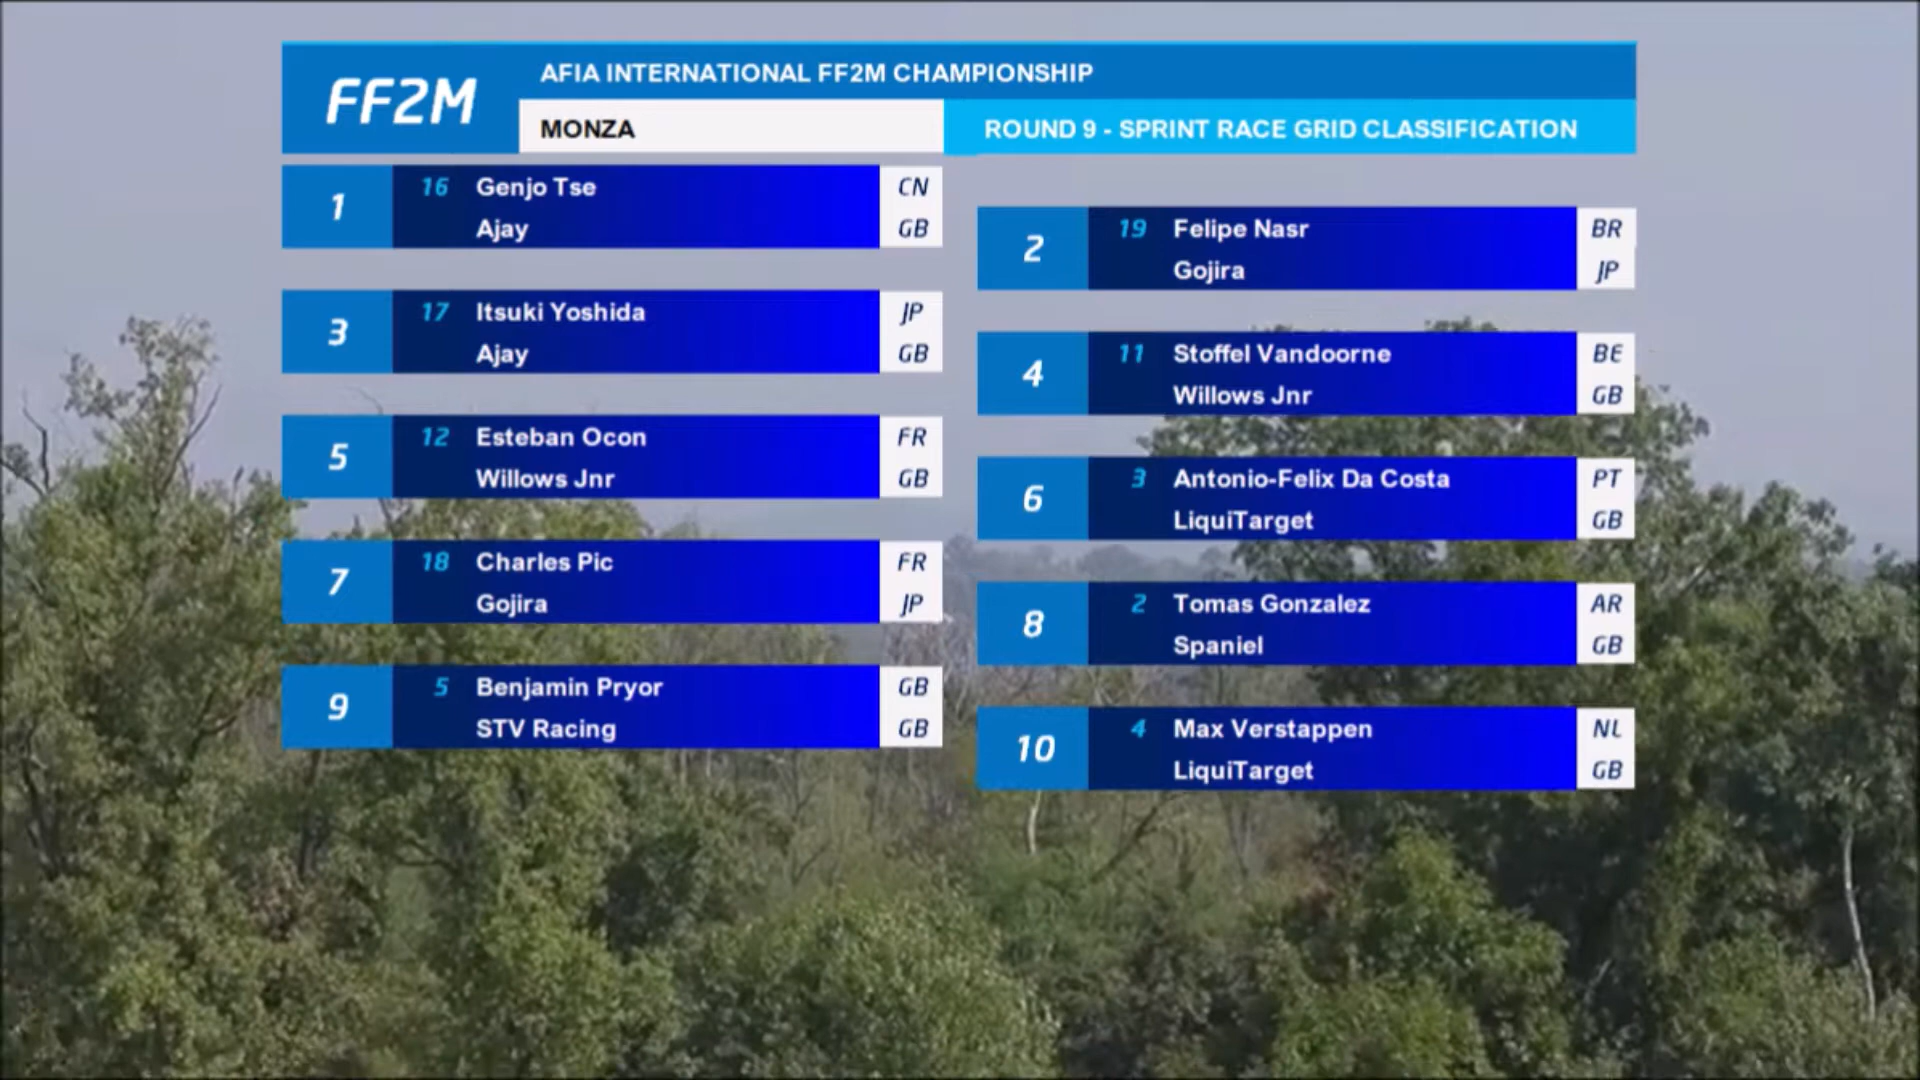 FF2M
AFIA INTERNATIONAL FF2M CHAMPIONSHIP
MONZA
ROUND 9 - SPRINT RACE GRID CLASSIFICATION
1 16 Genjo Tse CN
Ajay GB
2 19 Felipe Nasr BR
Gojira JP
3 17 Itsuki Yoshida JP
Ajay GB
4 11 Stoffel Vandoorne BE
Willows Jnr GB
5 12 Esteban Ocon FR
Willows Jnr GB
6 3 Antonio-Felix Da Costa PT
LiquiTarget GB
7 18 Charles Pic FR
Gojira JP
8 2 Tomas Gonzalez AR
Spaniel GB
9 5 Benjamin Pryor GB
STV Racing GB
10 4 Max Verstappen NL
LiquiTarget GB